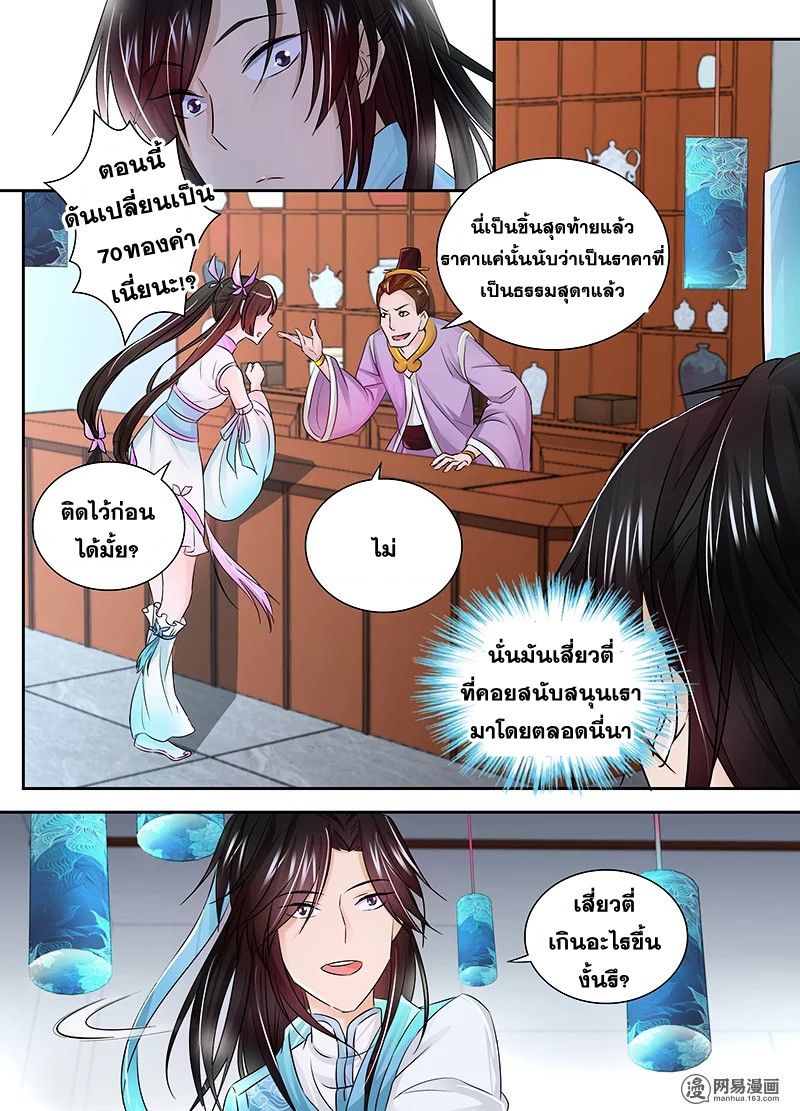 ตอนนี้
ดันเปลี่ยนเป็น
70ทองคำ
เนี่ยนะ!?
นี่เป็นขิ้นสุดท้ายแล้ว
ราคาแค่นั้นนับว่าเป็นราคาที่
เป็นธรรมสุดๆแล้ว
ติดไว้ก่อน
ได้มั้ย?
ไม่
นั่นมันเสี่ยวตี่
ที่คอยสนับสนุนเรา
มาโดยตลอดนี่นา
เสี่ยวตี่
เกินอะไรขึ้น
งั้นรึ?
漫 网易漫画
manhua.163.com